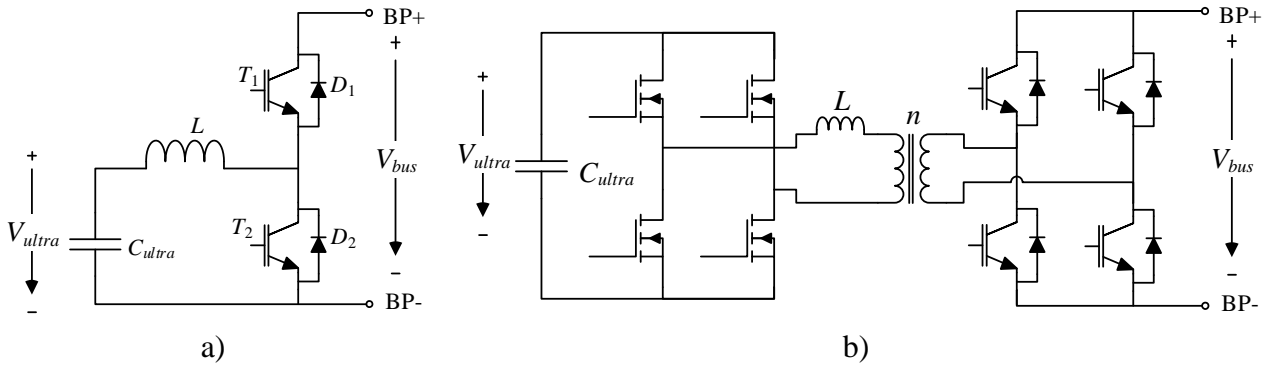 BP+
+
T1
D1
L
+
Vbus
Vultra
T2
D2
Cultra
−
−
BP-
a)
BP+
+
+
L
n
Vultra
Cultra
Vbus
−
−
BP-
b)